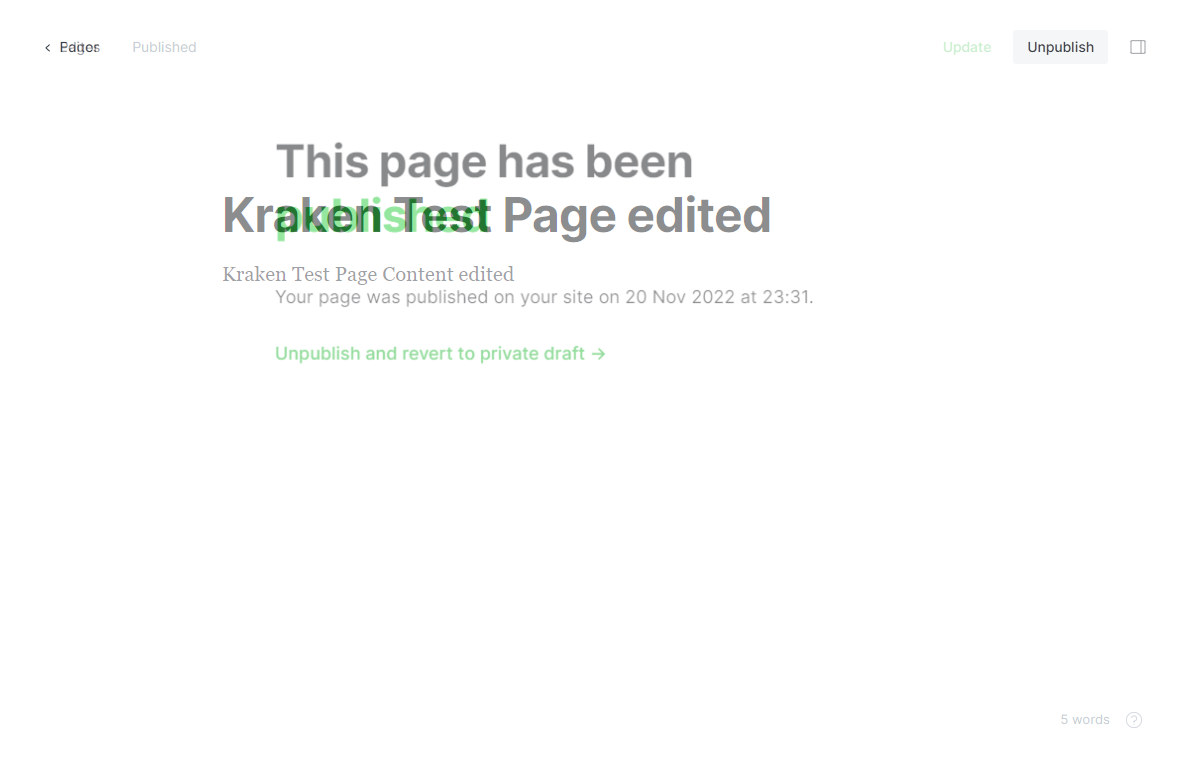 Pages
Editor
Published
Update
Unpublish
This page has been
published
Kraken Test Page edited
Kraken Test Page Content edited
Your page was published on your site on 20 Nov 2022 at 23:31.
Unpublish and revert to private draft →
5 words
?